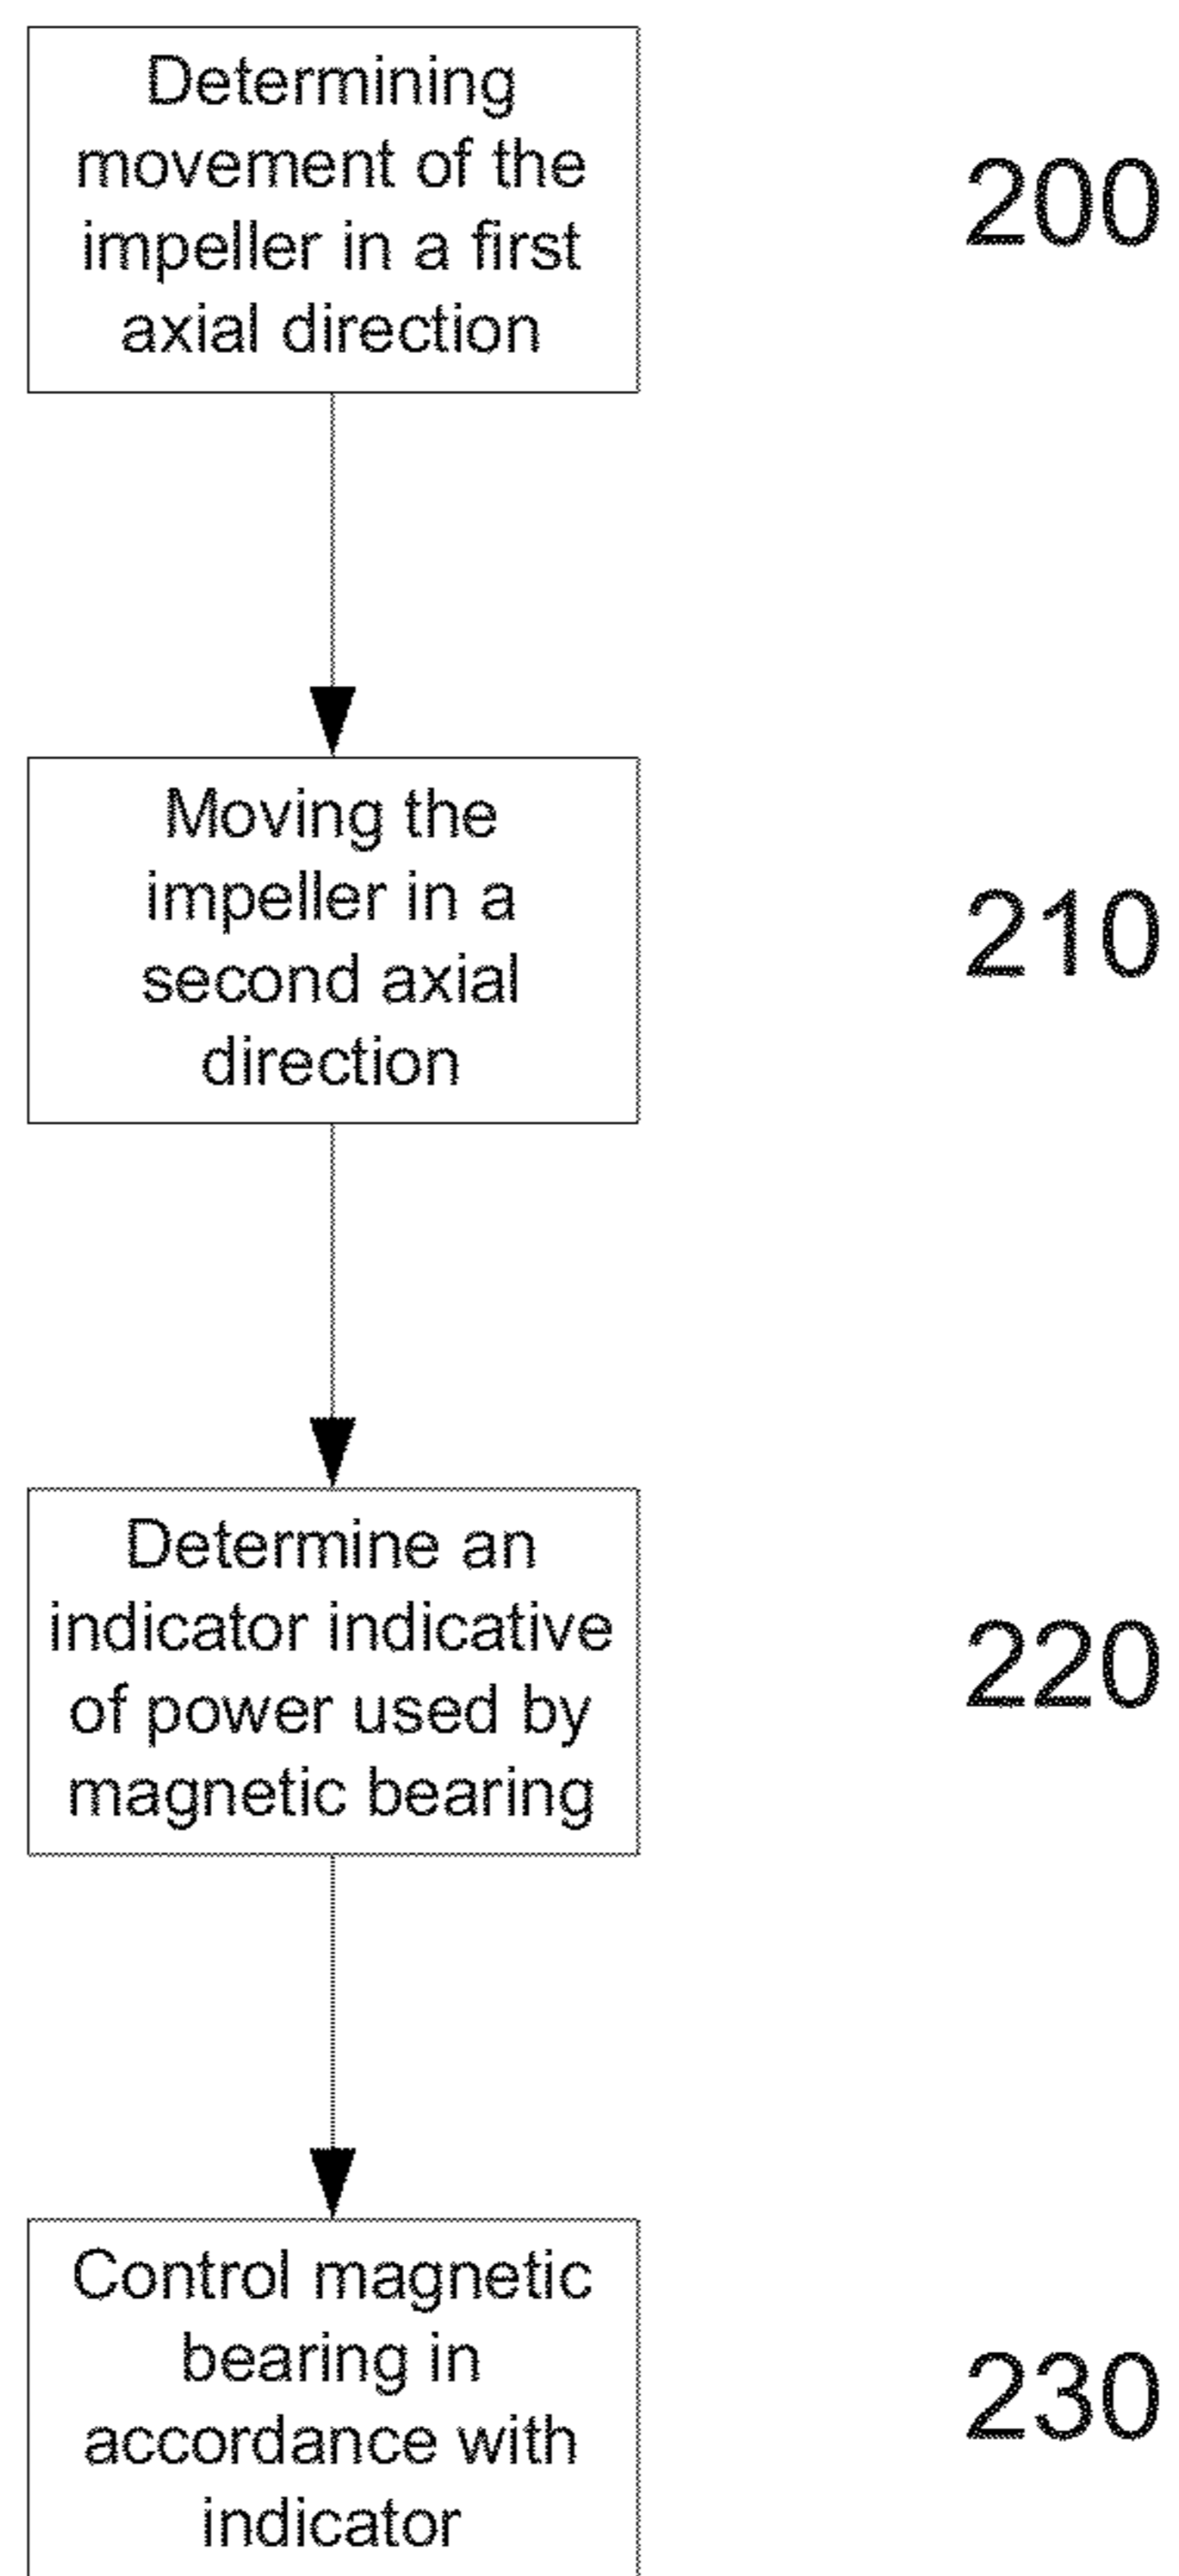 Determining
movement of the
impeller in a first
axial direction
200
Moving the
impeller in a
second axial
direction
210
Determine an
indicator indicative
of power used by
magnetic bearing
220
Control magnetic
bearing in
accordance with
indicator
230